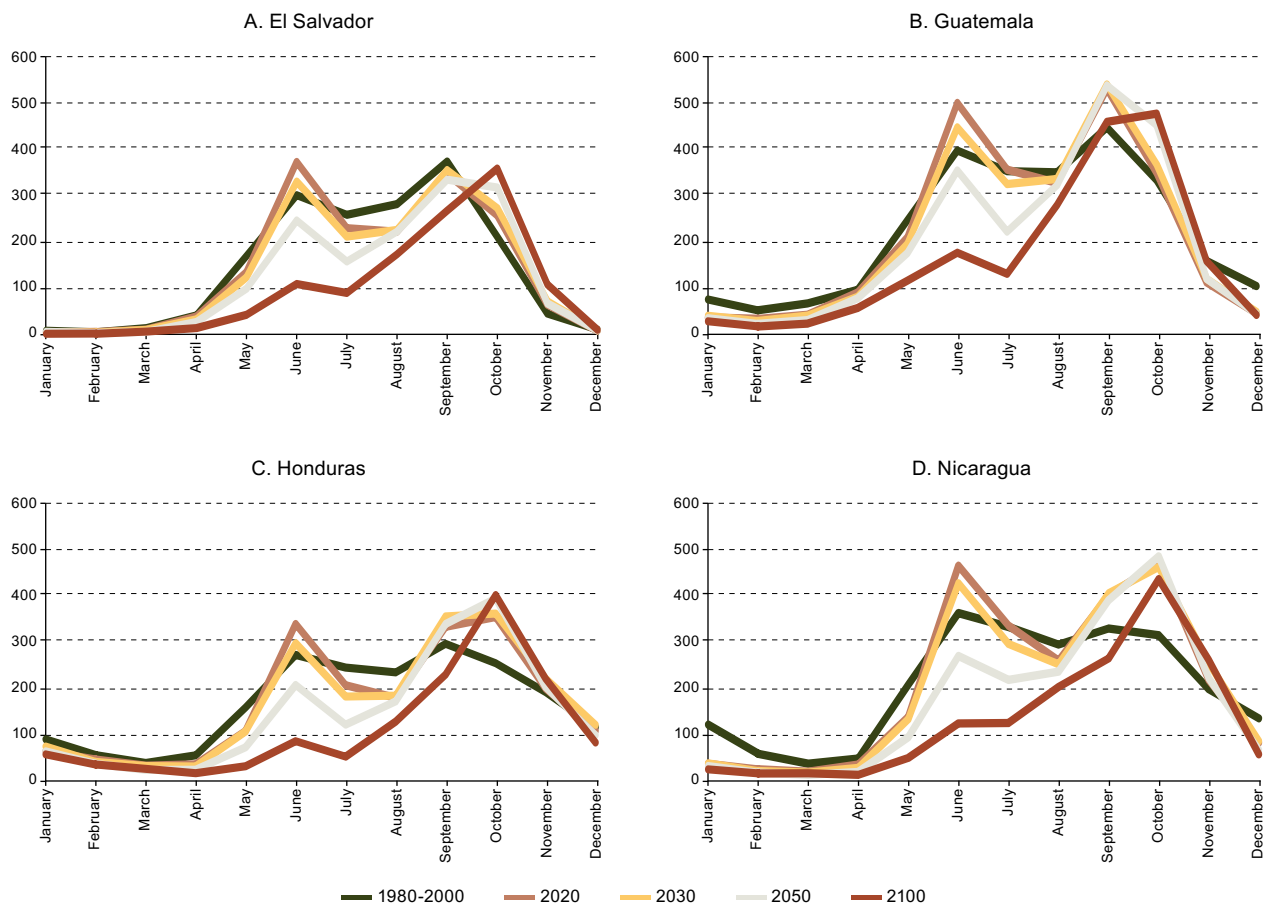 A. El Salvador
600
500
400
300
200
100
0
January
February
March
April
May
June
July
August
September
October
November
December
B. Guatemala
600
500
400
300
200
100
0
January
February
March
April
May
June
July
August
September
October
November
December
C. Honduras
600
500
400
300
200
100
0
January
February
March
April
May
June
July
August
September
October
November
December
D. Nicaragua
600
500
400
300
200
100
0
January
February
March
April
May
June
July
August
September
October
November
December
1980-2000 2020 2030 2050 2100